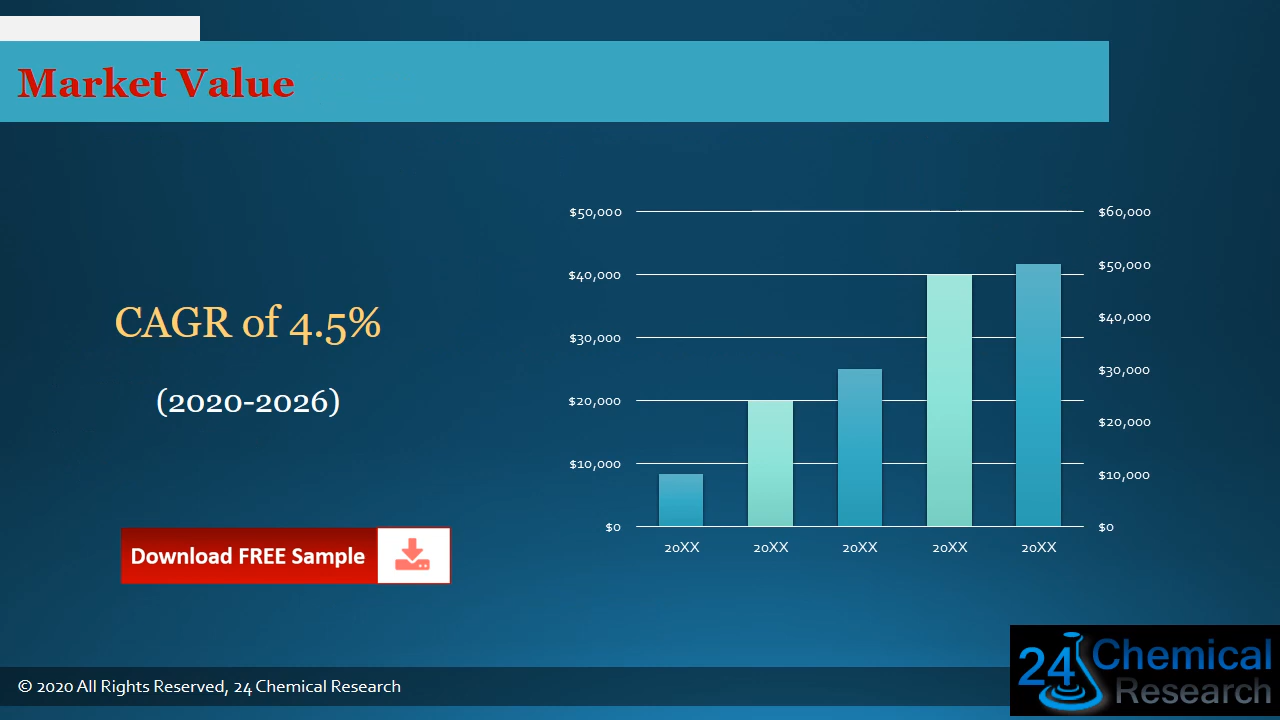 Market Value
CAGR of 4.5%
(2020-2026)
Download FREE Sample
$50,000
$40,000
$30,000
$20,000
$10,000
$0
$60,000
$50,000
$40,000
$30,000
$20,000
$10,000
$0
20XX 20XX 20XX 20XX 20XX
© 2020 All Rights Reserved, 24 Chemical Research
24 Chemical
Research